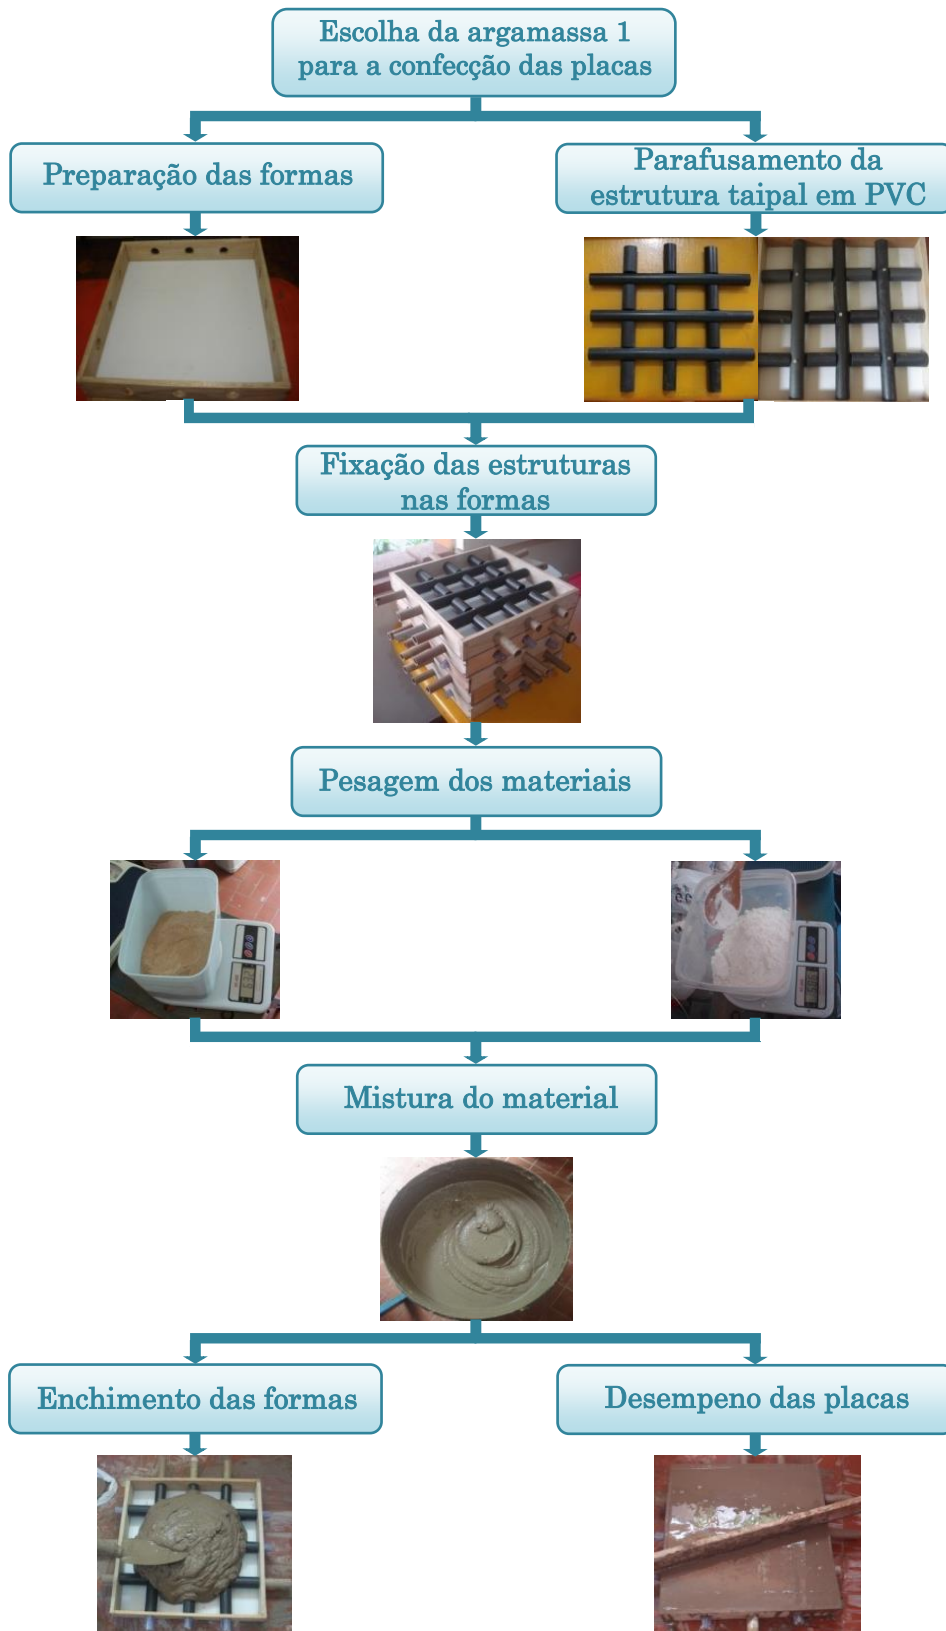 Escolha da argamassa 1
para a confecção das placas
Preparação das formas
Parafusamento da
estrutura taipal em PVC
Fixação das estruturas
nas formas
Pesagem dos materiais
Mistura do material
Enchimento das formas
Desempeno das placas